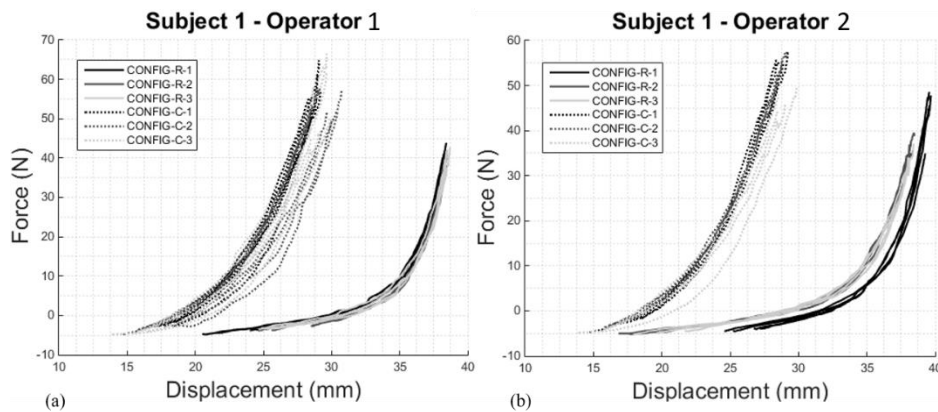 Subject 1 - Operator 1
70
60
50
40
30
20
10
0
-10
Force (N)
CONFIG-R-1
CONFIG-R-2
CONFIG-R-3
CONFIG-C-1
CONFIG-C-2
CONFIG-C-3
10 15 20 25 30 35 40
Displacement (mm)
(a)
Subject 1 - Operator 2
60
50
40
30
20
10
0
-10
Force (N)
CONFIG-R-1
CONFIG-R-2
CONFIG-R-3
CONFIG-C-1
CONFIG-C-2
CONFIG-C-3
10 15 20 25 30 35 40
Displacement (mm)
(b)